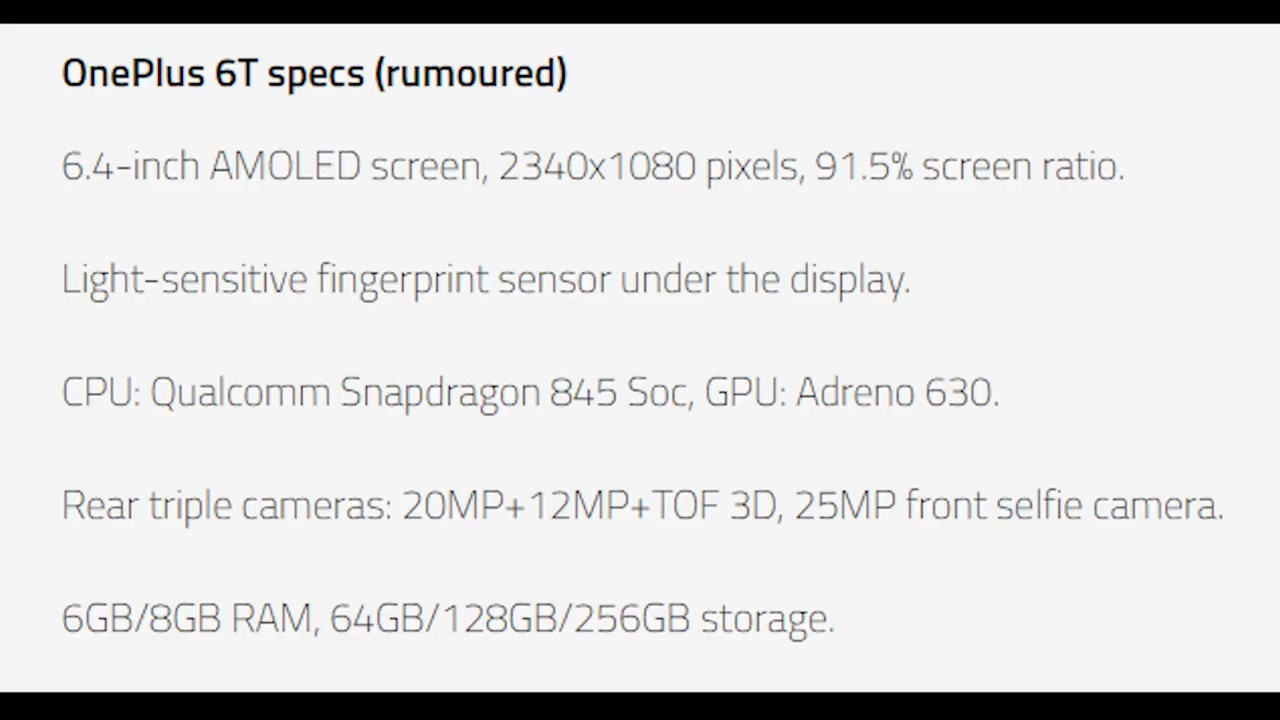 OnePlus 6T specs (rumoured)
6.4-inch AMOLED screen, 2340x1080 pixels, 91.5% screen ratio.
Light-sensitive fingerprint sensor under the display.
CPU: Qualcomm Snapdragon 845 Soc, GPU: Adreno 630.
Rear triple cameras: 20MP+12MP+TOF 3D, 25MP front selfie camera.
6GB/8GB RAM, 64GB/128GB/256GB storage.